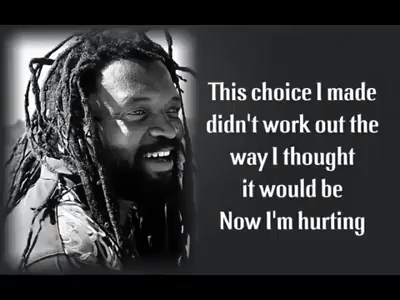 This choice I made
didn't work out the
way I thought
it would be
Now I'm hurting